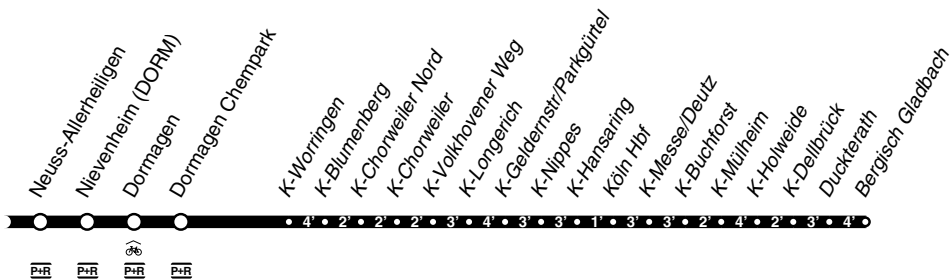 Neuss-Allerheiligen
Nievenheim (DORM)
Dormagen
Dormagen Chempark
K-Worringen
K-Blumenberg
K-Chorweiler Nord
K-Chorweiler
K-Volkhovener Weg
K-Longerich
K-Geldernstr/Parkgürtel
K-Nippes
K-Hansaring
Köln Hbf
K-Messe/Deutz
K-Buchforst
K-Mülheim
K-Holweide
K-Dellbrück
Duckterath
Bergisch Gladbach
4' 2' 2' 2' 3' 4' 3' 3' 1' 3' 3' 2' 4' 2' 3' 4'
P+R P+R P+R P+R